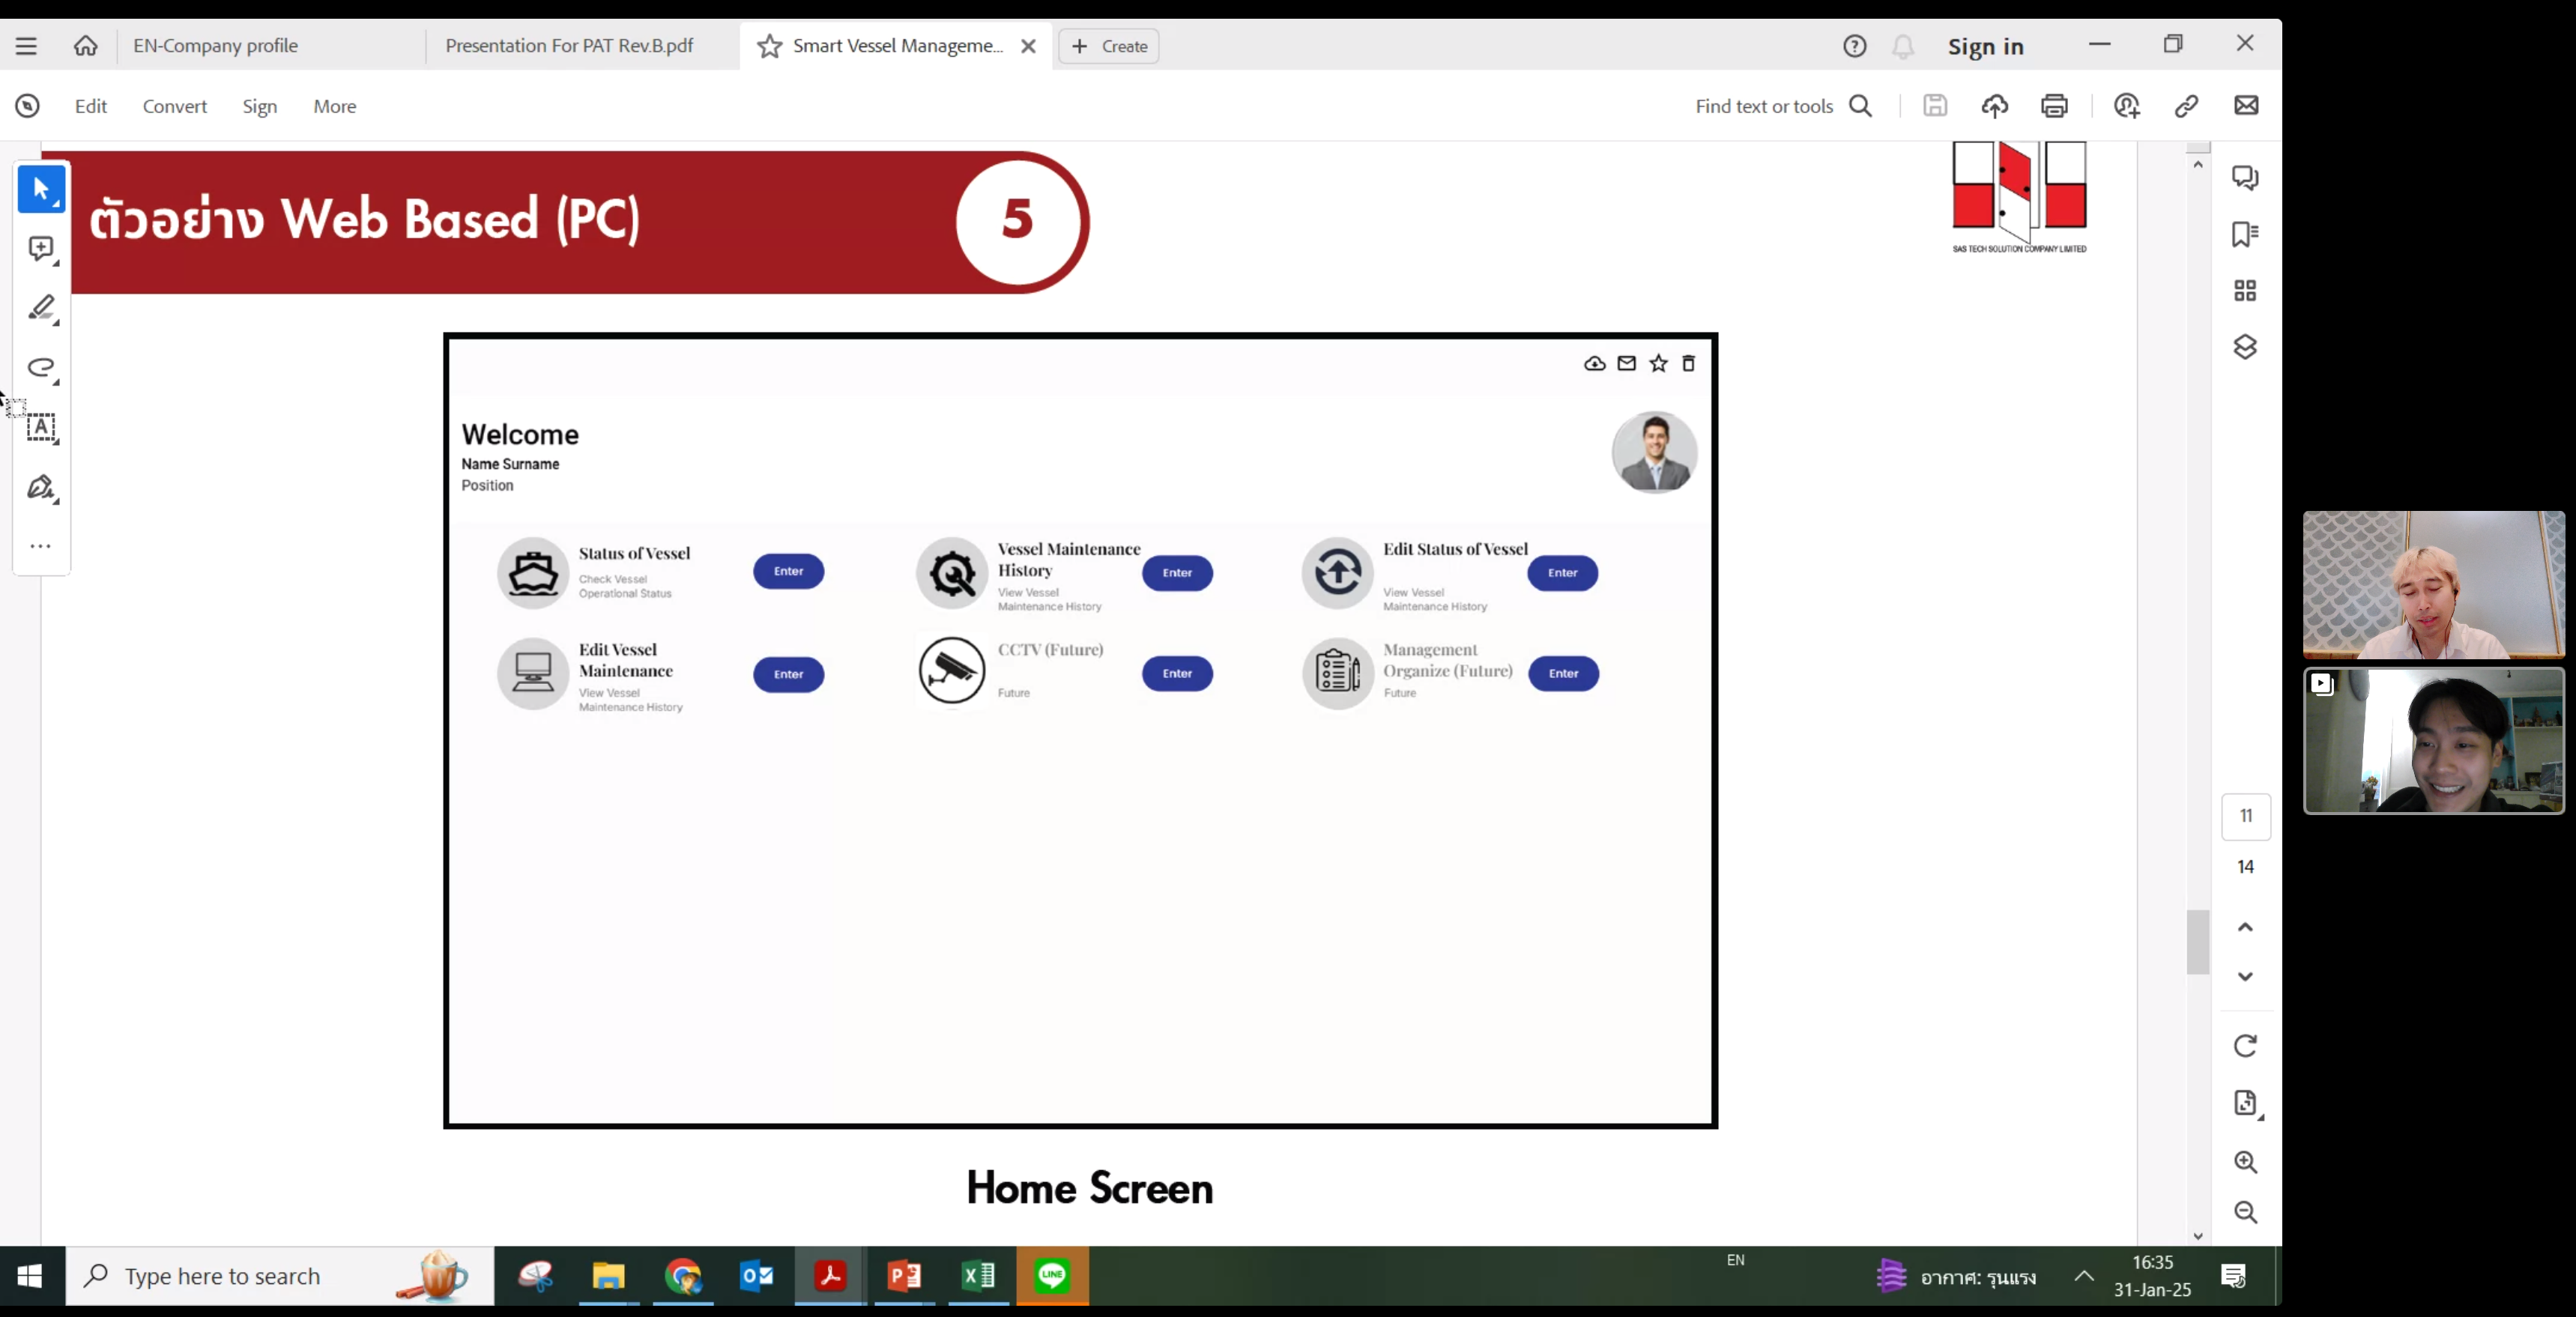 EN-Company profile
Presentation For PAT Rev.B.pdf
Smart Vessel Manageme...
Create
Sign in
Edit
Convert
Sign
More
Find text or tools
ตัวอย่าง Web Based (PC)
5
SAS TECH SOLUTION COMPANY LIMITED
Welcome
Name Surname
Position
Status of Vessel
Check Vessel
Operational Status
Enter
Vessel Maintenance
History
View Vessel
Maintenance History
Enter
Edit Status of Vessel
View Vessel
Maintenance History
Enter
Edit Vessel
Maintenance
View Vessel
Maintenance History
Enter
CCTV (Future)
Future
Enter
Management
Organize (Future)
Future
Enter
Home Screen
11
14
Type here to search
LINE
EN
อากาศ: รุนแรง
16:35
31-Jan-25